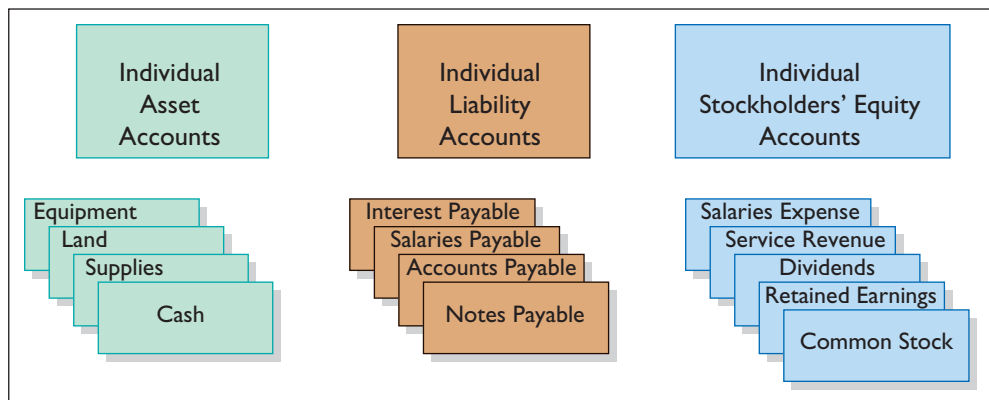 Individual
Asset
Accounts
Individual
Liability
Accounts
Individual
Stockholders’ Equity
Accounts
Equipment
Land
Supplies
Cash
Interest Payable
Salaries Payable
Accounts Payable
Notes Payable
Salaries Expense
Service Revenue
Dividends
Retained Earnings
Common Stock